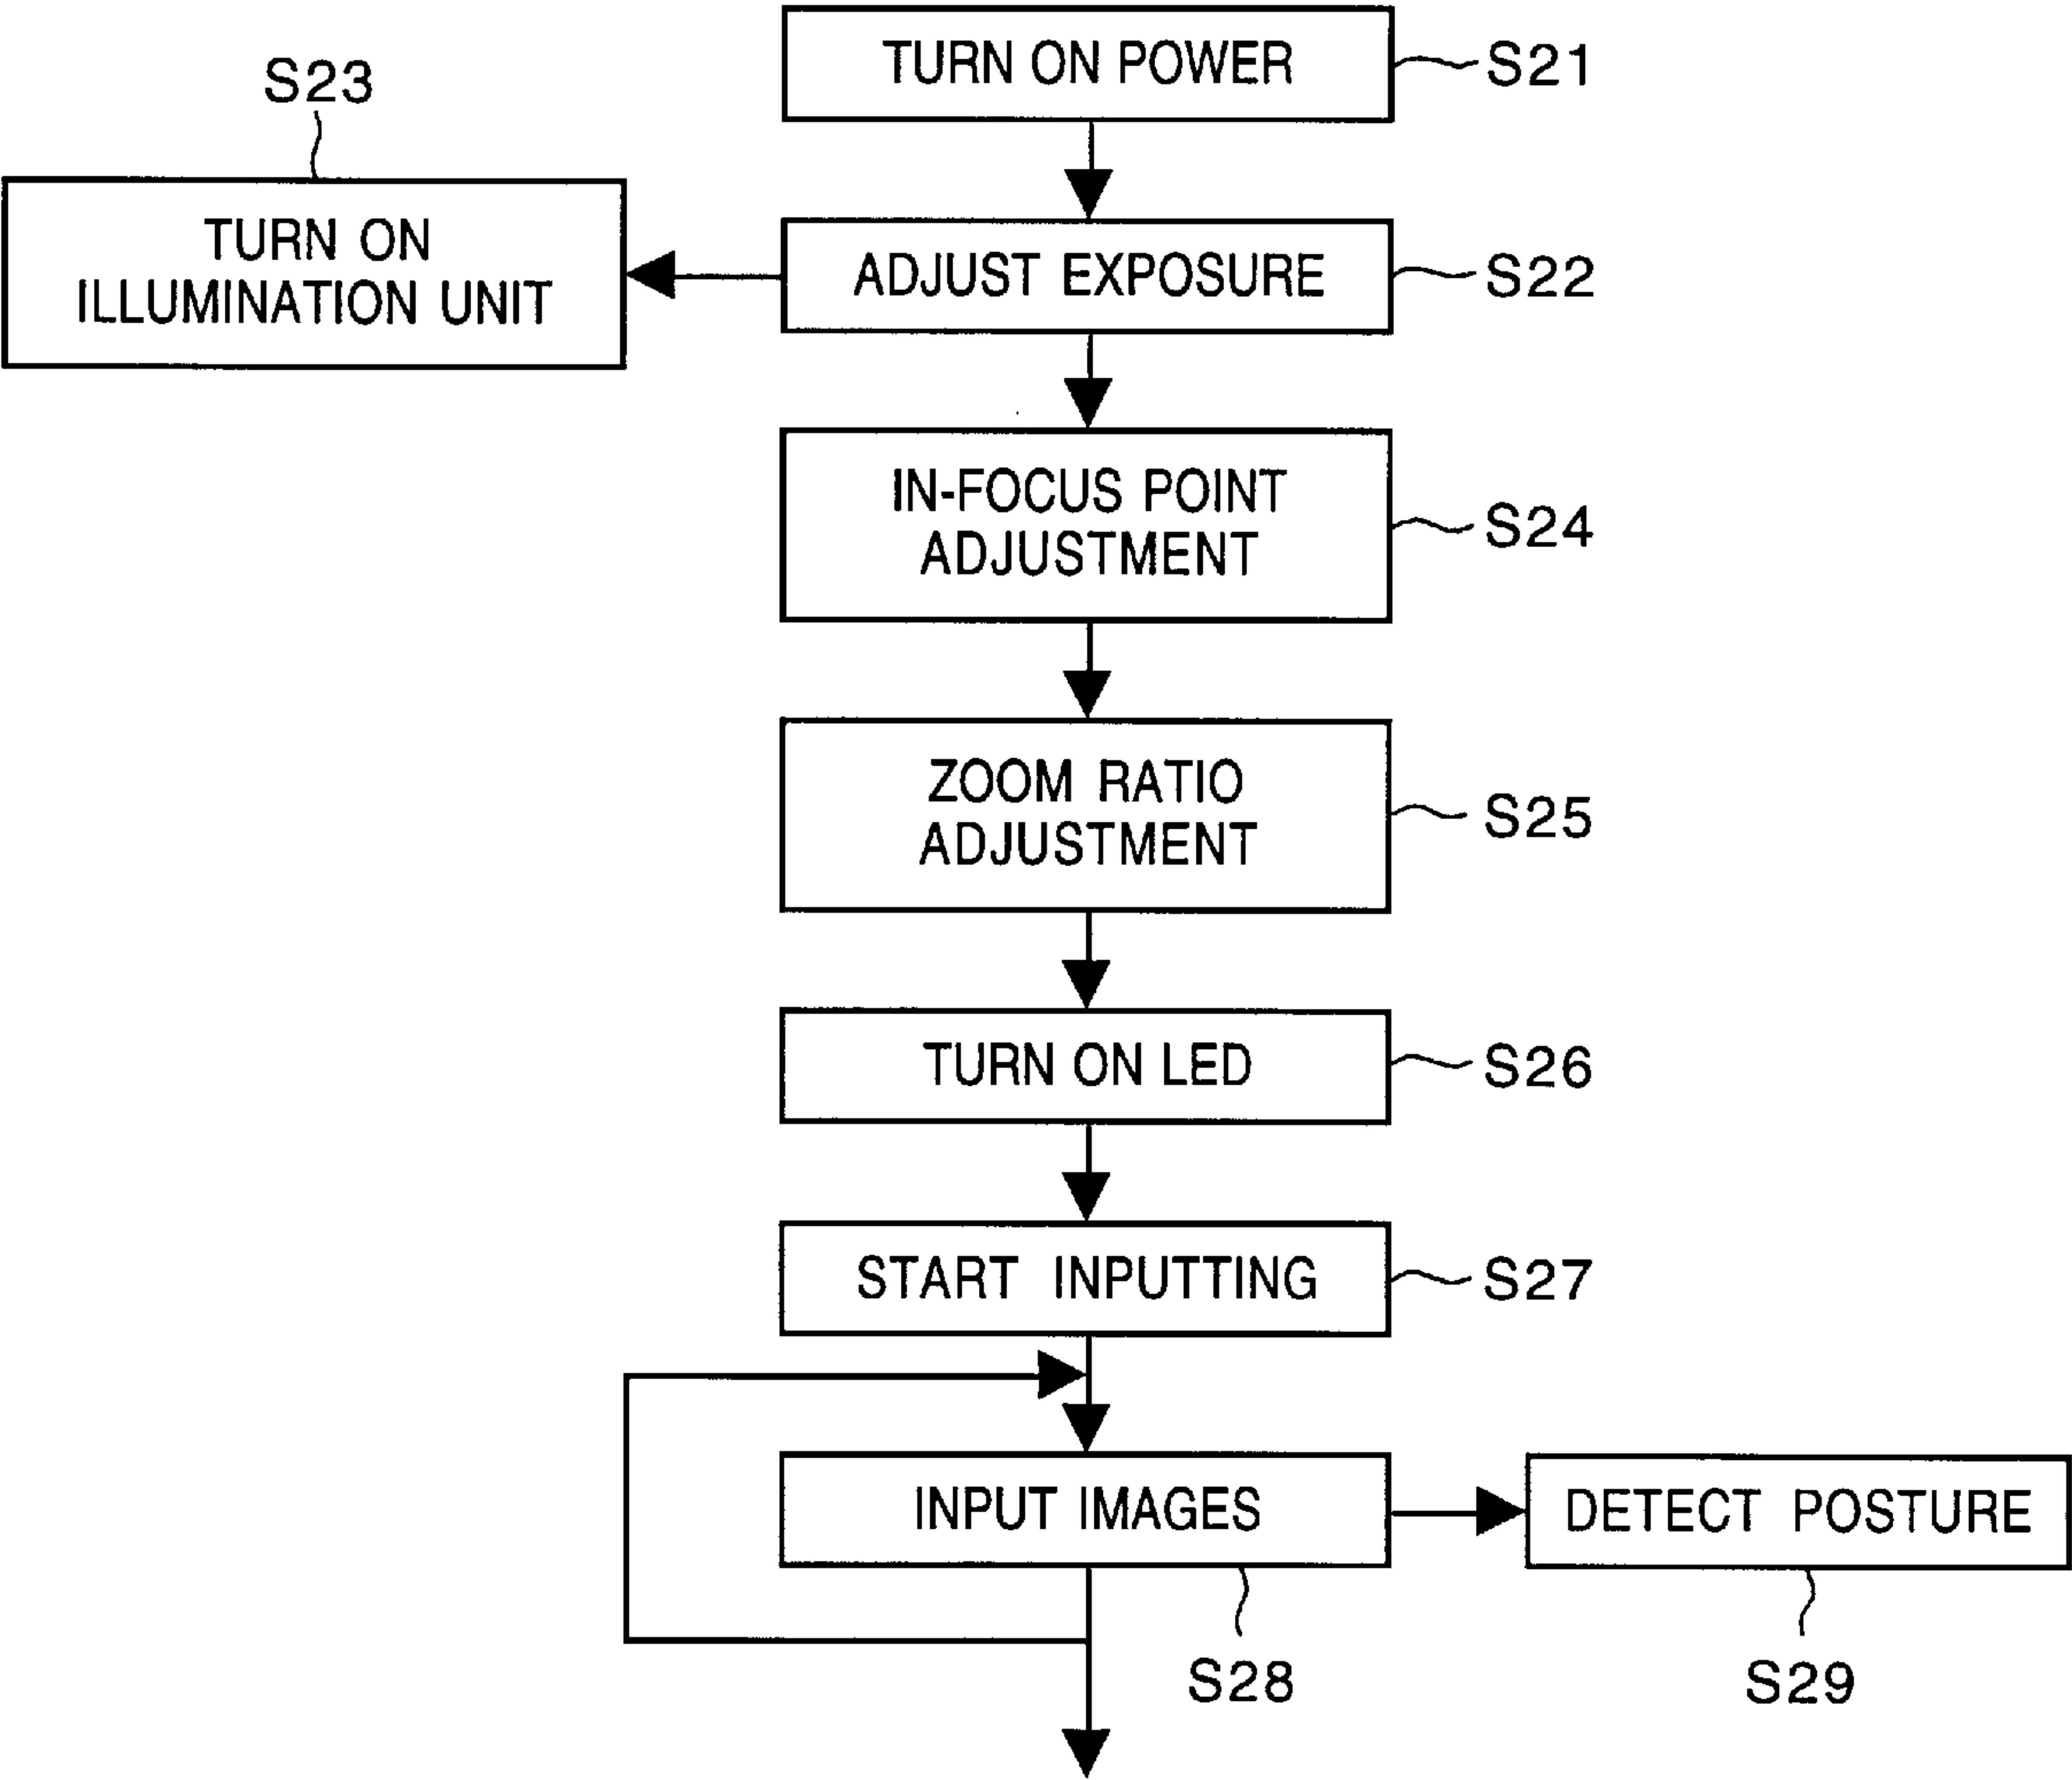 TURN ON POWER
S21
S23
TURN ON
ILLUMINATION UNIT
ADJUST EXPOSURE
S22
IN-FOCUS POINT
ADJUSTMENT
S24
ZOOM RATIO
ADJUSTMENT
S25
TURN ON LED
S26
START INPUTTING
S27
INPUT IMAGES
DETECT POSTURE
S28
S29